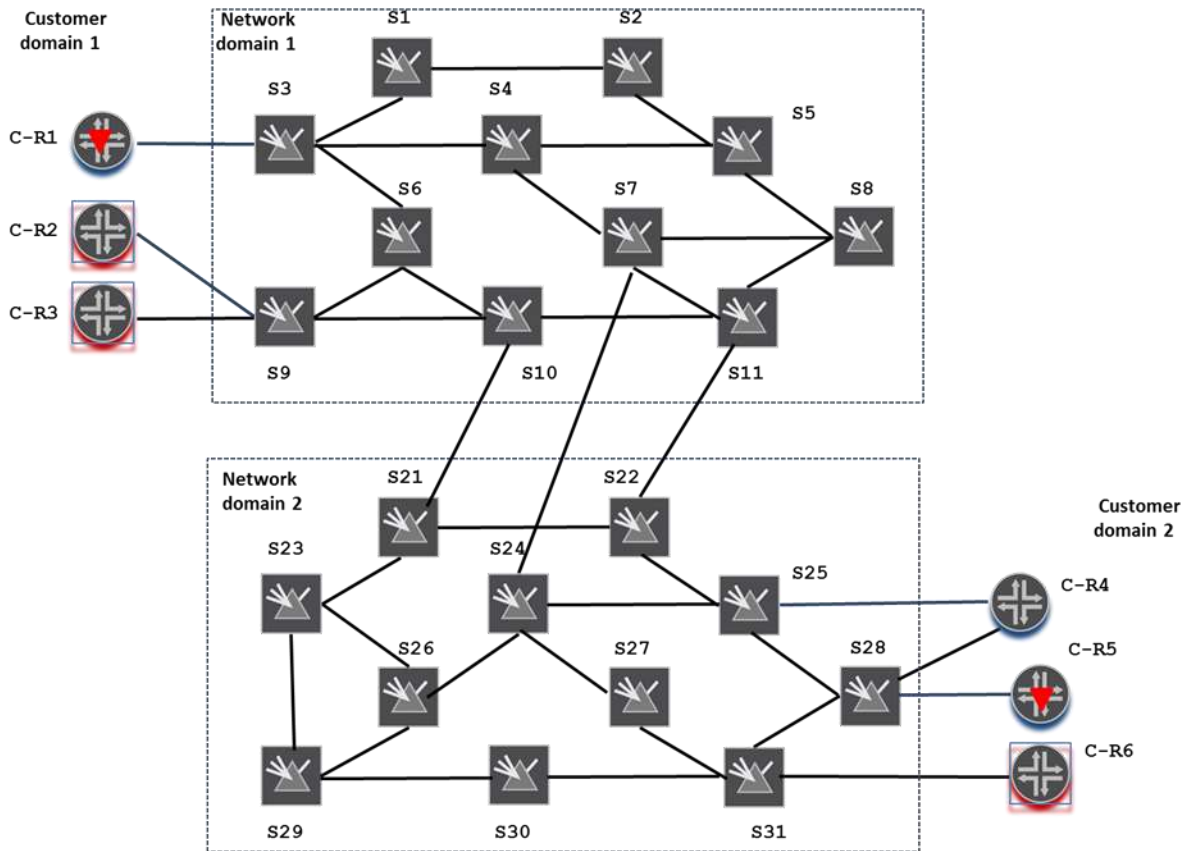 Customer
domain 1
Network
domain 1
S1
S2
S3
S4
S5
C-R1
S6
S7
S8
C-R2
C-R3
S9
S10
S11
Network
domain 2
S21
S22
Customer
domain 2
S23
S24
S25
C-R4
S26
S27
S28
C-R5
C-R6
S29
S30
S31